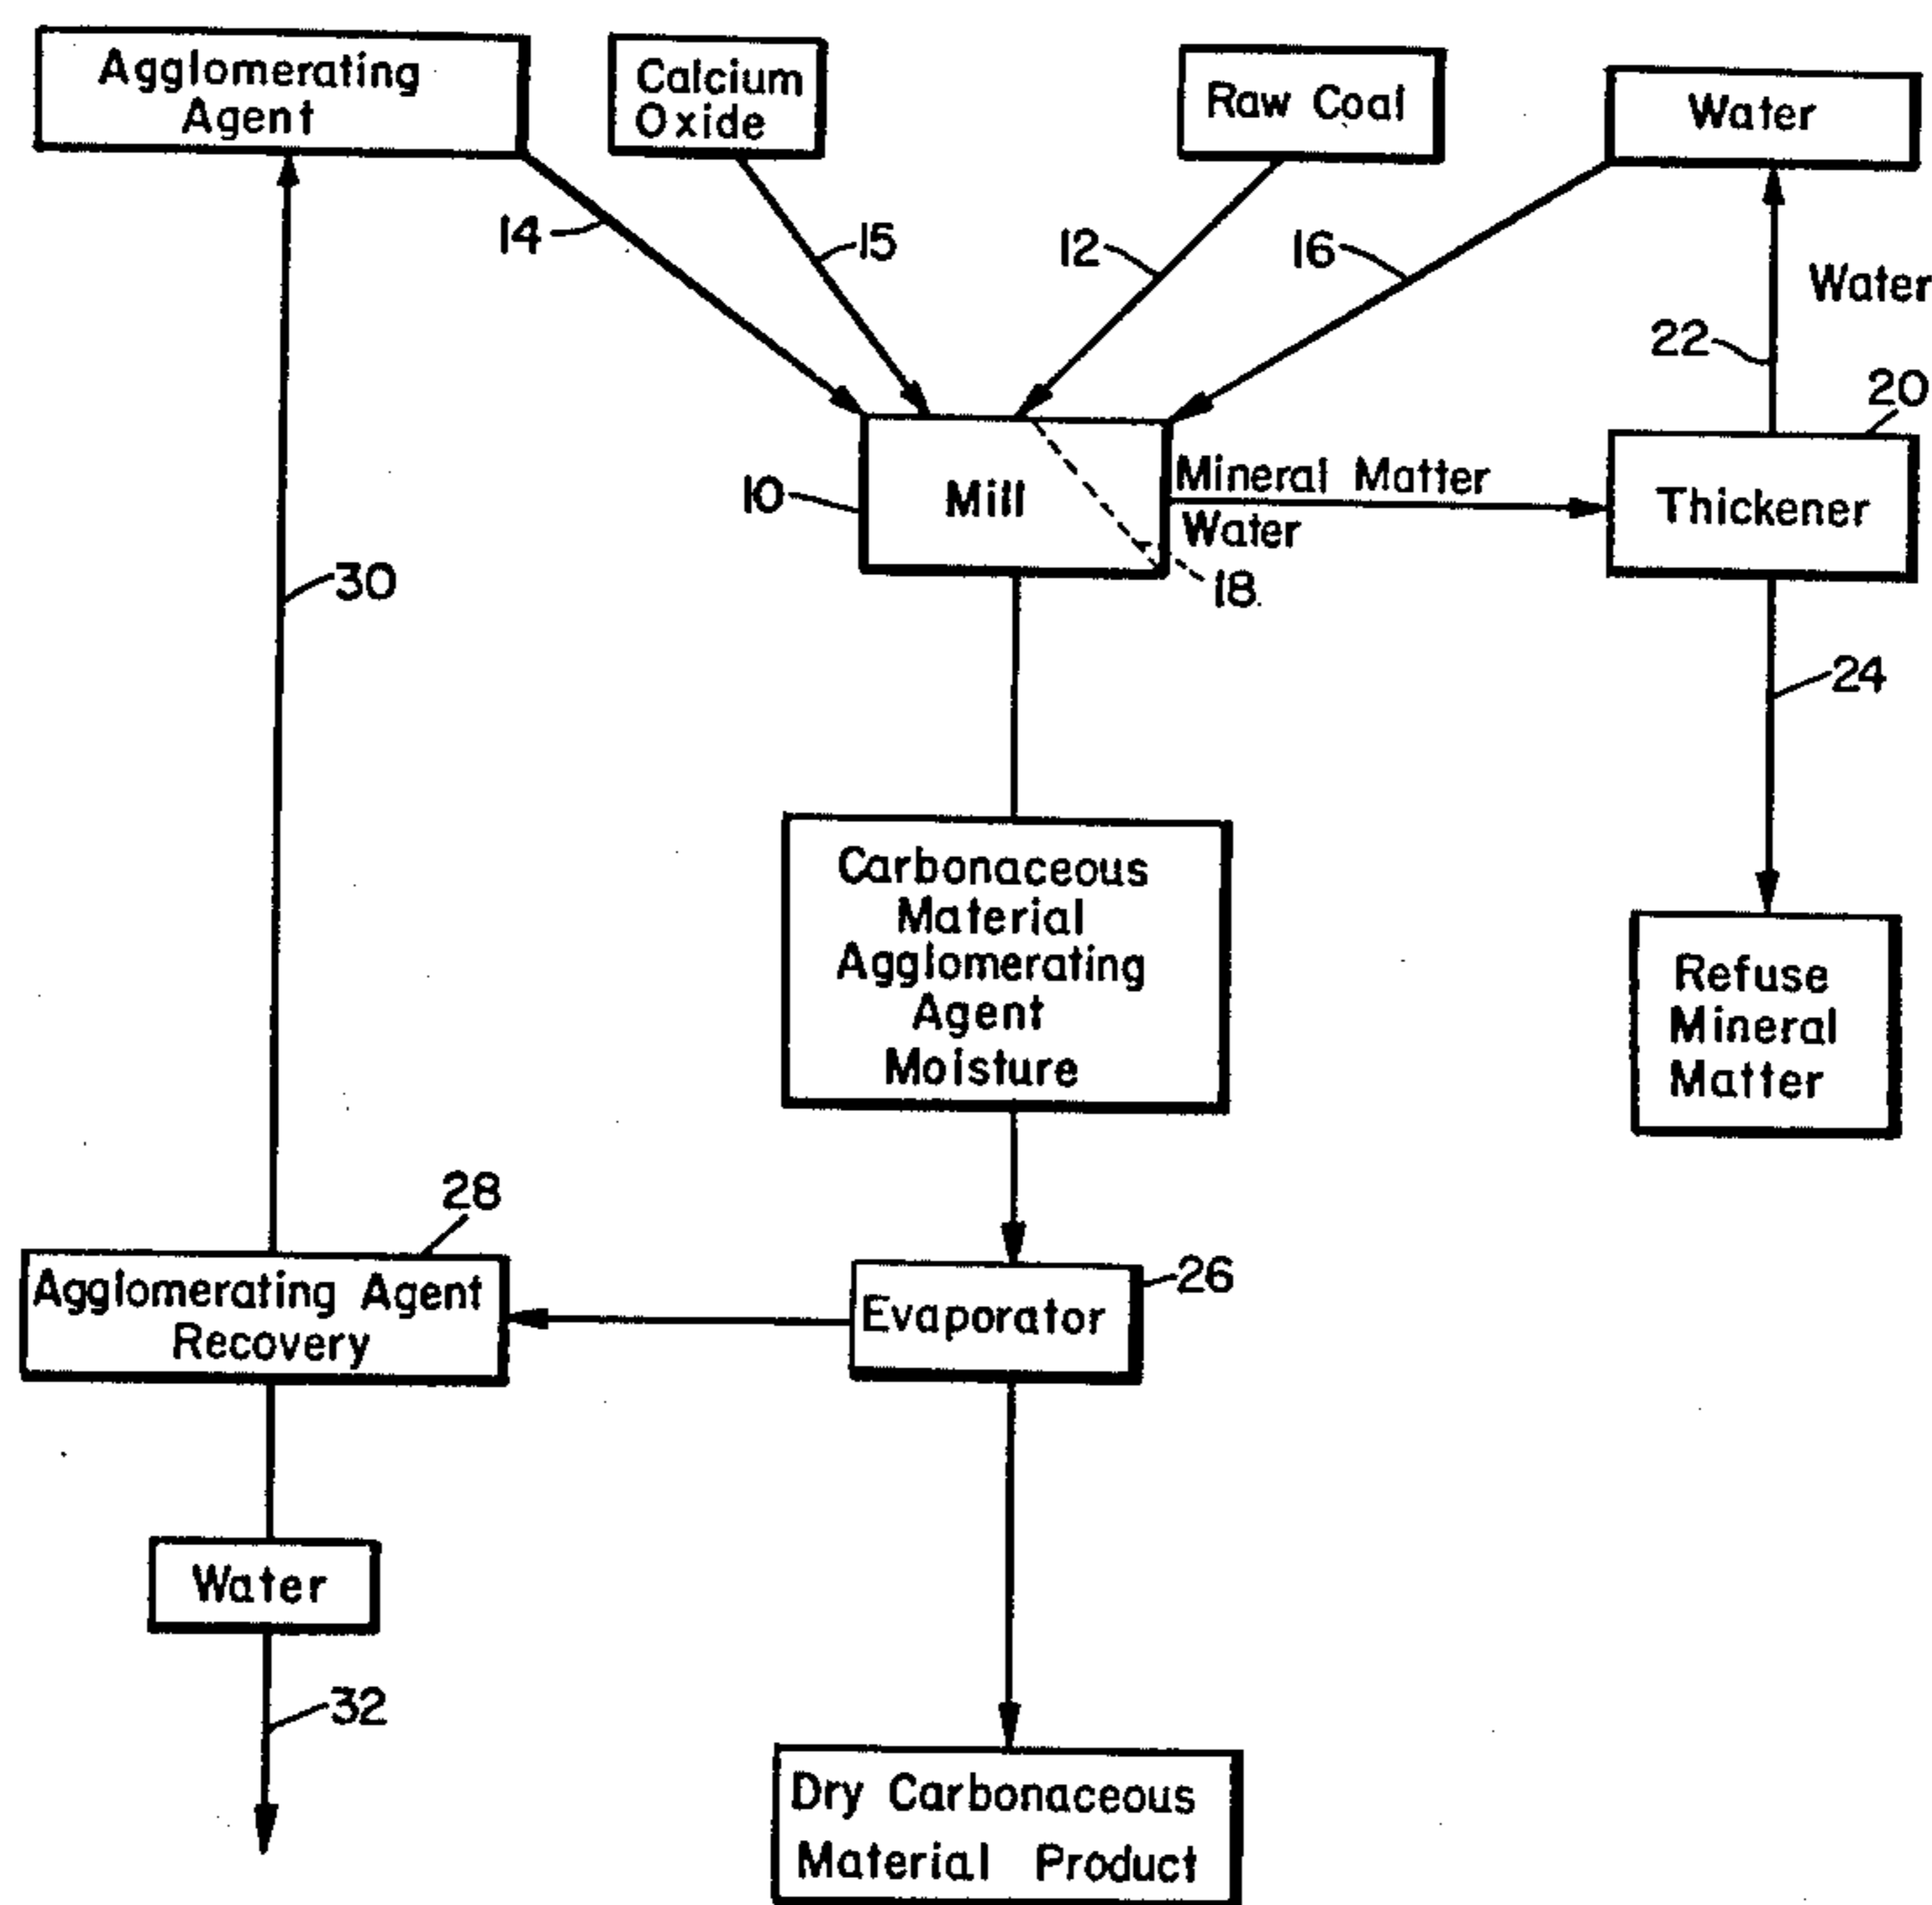 Agglomerating
Agent
Calcium
Oxide
Raw Coal
Water
14
15
12
16
Water
22
20
10
Mill
Mineral Matter
Water
18
Thickener
30
24
Carbonaceous
Material
Agglomerating
Agent
Moisture
Refuse
Mineral
Matter
28
Agglomerating Agent
Recovery
Evaporator
26
Water
32
Dry Carbonaceous
Material Product